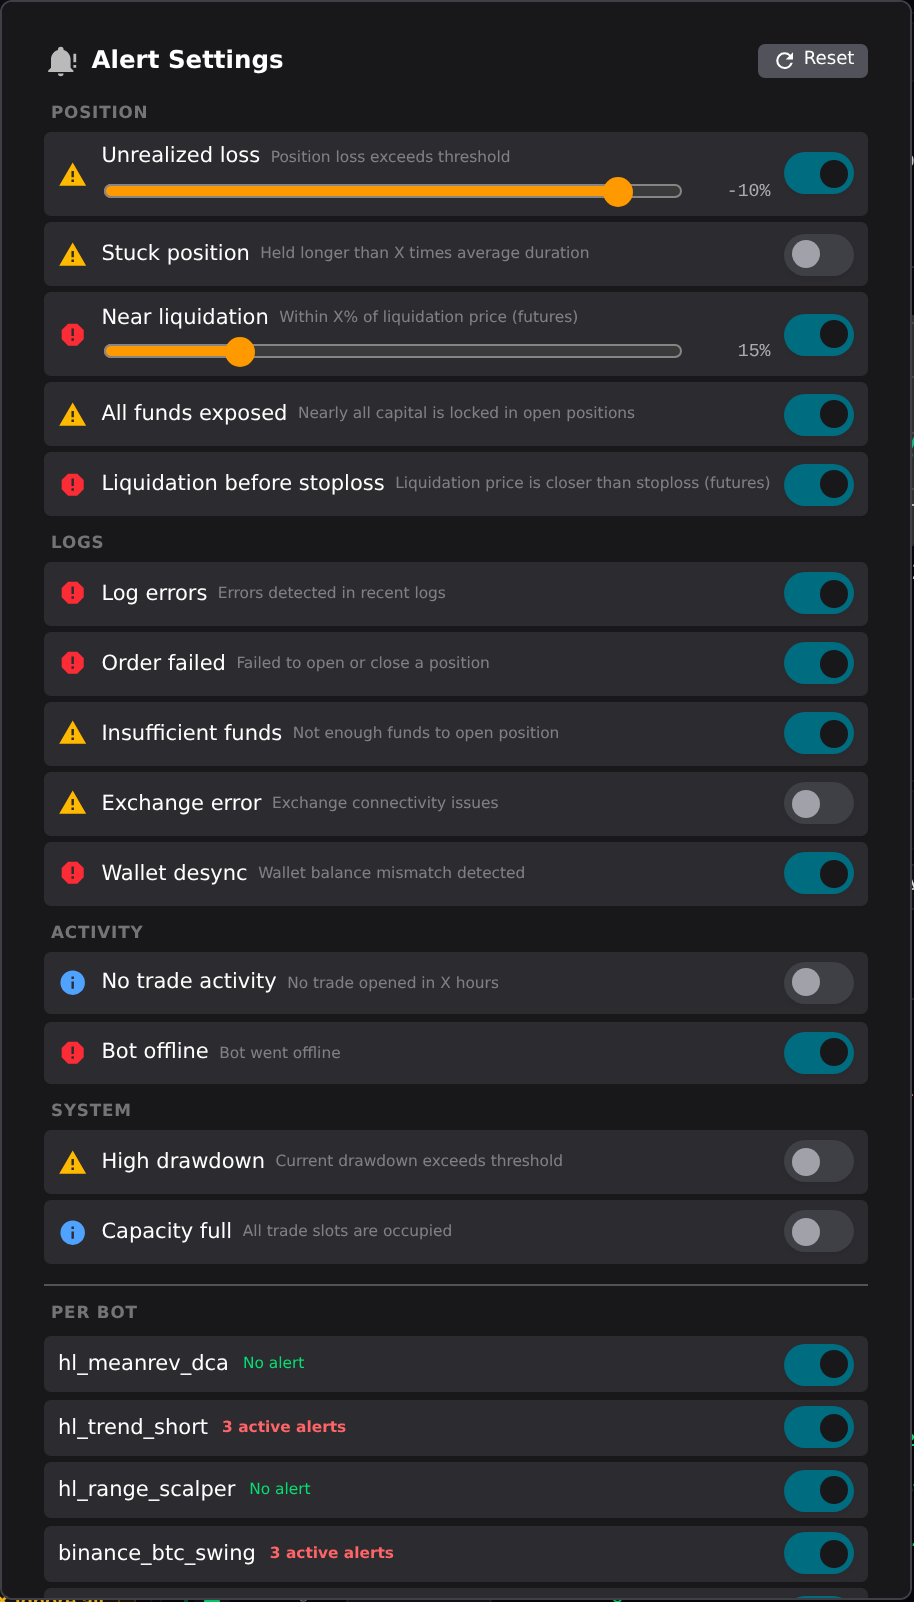 Alert Settings
Reset
POSITION
Unrealized loss Position loss exceeds threshold
-10%
Stuck position Held longer than X times average duration
Near liquidation Within X% of liquidation price (futures)
15%
All funds exposed Nearly all capital is locked in open positions
Liquidation before stoploss Liquidation price is closer than stoploss (futures)
LOGS
Log errors Errors detected in recent logs
Order failed Failed to open or close a position
Insufficient funds Not enough funds to open position
Exchange error Exchange connectivity issues
Wallet desync Wallet balance mismatch detected
ACTIVITY
No trade activity No trade opened in X hours
Bot offline Bot went offline
SYSTEM
High drawdown Current drawdown exceeds threshold
Capacity full All trade slots are occupied
PER BOT
hl_meanrev_dca No alert
hl_trend_short 3 active alerts
hl_range_scalper No alert
binance_btc_swing 3 active alerts